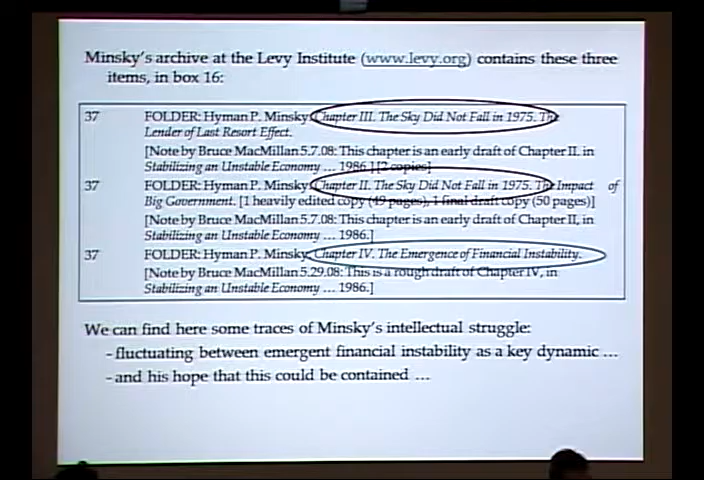 Minsky's archive at the Levy Institute (www.levy.org) contains these three
items, in box 16:
37 FOLDER: Hyman P. Minsky. Chapter III. The Sky Did Not Fall in 1975. The
Lender of Last Resort Effect.
[Note by Bruce MacMillan 5.7.08: This chapter is an early draft of Chapter II, in
Stabilizing an Unstable Economy ... 1986.] [2 copies]
37 FOLDER: Hyman P. Minsky. Chapter II. The Sky Did Not Fall in 1975. The Impact of
Big Government. [1 heavily edited copy (49 pages), 1 final draft copy (50 pages)]
[Note by Bruce MacMillan 5.7.08: This chapter is an early draft of Chapter II, in
Stabilizing an Unstable Economy ... 1986.]
37 FOLDER: Hyman P. Minsky. Chapter IV. The Emergence of Financial Instability.
[Note by Bruce MacMillan 5.29.08: This is a rough draft of Chapter IV, in
Stabilizing an Unstable Economy ... 1986.]
We can find here some traces of Minsky's intellectual struggle:
- fluctuating between emergent financial instability as a key dynamic ...
- and his hope that this could be contained ...